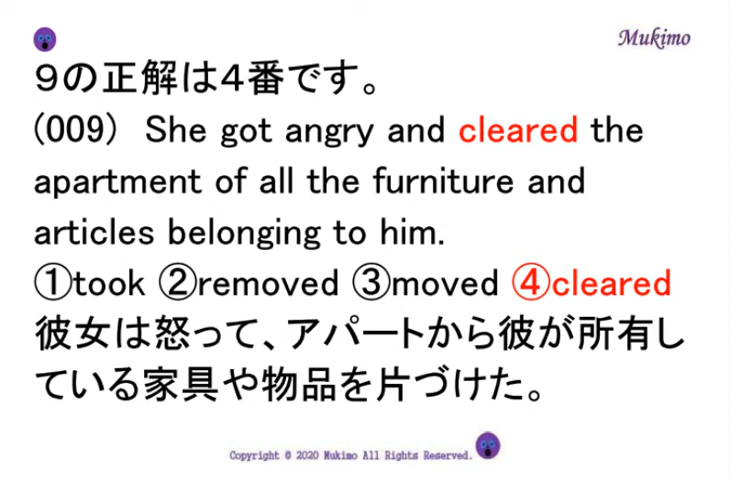 Mukimo
９の正解は４番です。
(009)　She got angry and cleared the
apartment of all the furniture and
articles belonging to him.
①took ②removed ③moved ④cleared
彼女は怒って、アパートから彼が所有し
ている家具や物品を片づけた。
Copyright © 2020 Mukimo All Rights Reserved.